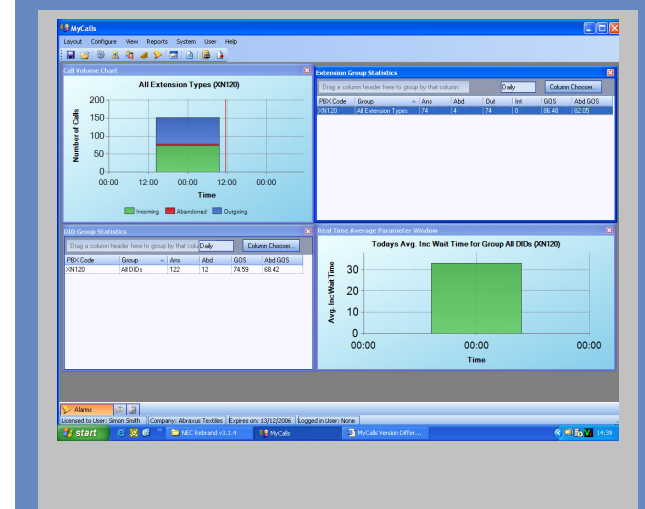 MyCalls
Layout Configure View Reports System User Help
Call Volume Chart
All Extension Types (XN120)
Number of Calls
200
150
100
50
0
00:00 12:00 00:00 12:00 00:00
Time
Incoming Abandoned Outgoing
Extension Group Statistics
Drag a column header here to group by that column. Daily Column Chooser...
PBX Code Group Ans Abd Out Int GOS Abd GOS
XN120 All Extension Types 74 4 74 0 86.48 82.05
DID Group Statistics
Drag a column header here to group by that colu Daily Column Chooser...
PBX Code Group Ans Abd GOS Abd GOS
XN120 All DIDs 122 12 74.59 68.42
Real Time Average Parameter Window
Todays Avg. Inc Wait Time for Group All DIDs (XN120)
Avg. Inc Wait Time
30
20
10
0
00:00 00:00 00:00
Time
Alarms
Licensed to User: Simon Smith Company: Abraxus Textiles Expires on: 13/12/2006 Logged in User: None
start NEC Rebrand v3.1.4 MyCalls MyCalls Version Differ... 14:39